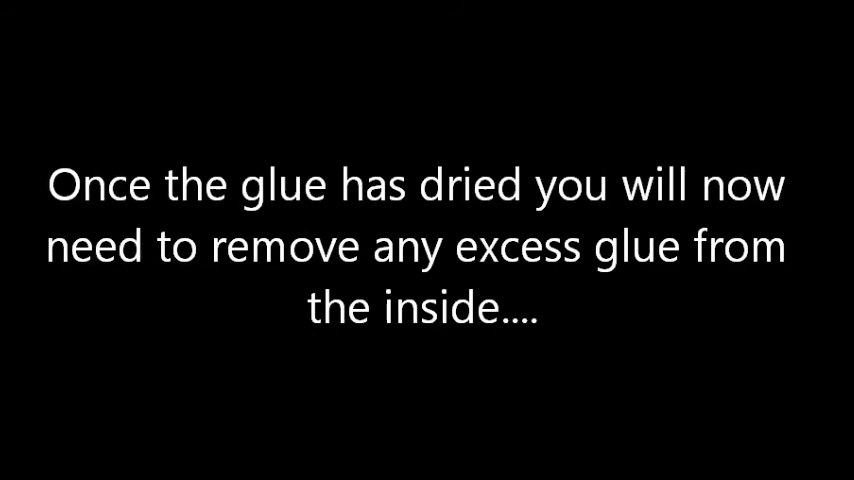 Once the glue has dried you will now
need to remove any excess glue from
the inside....